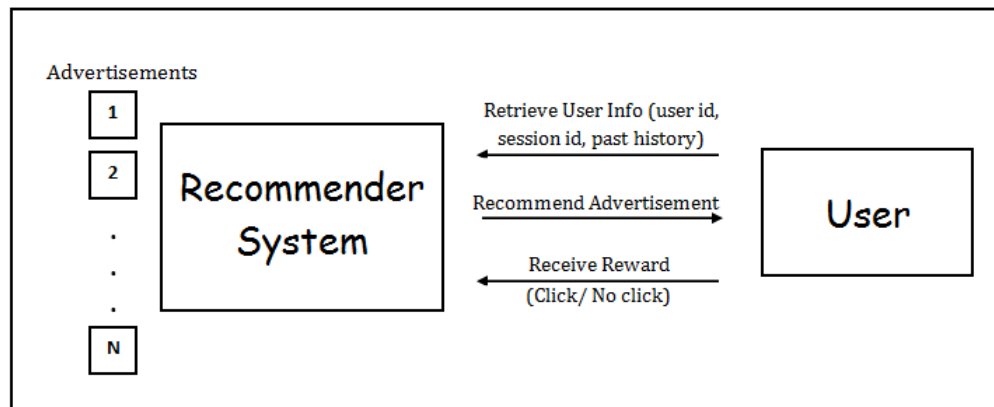 Advertisements
1
2
.
.
.
N
Recommender
System
Retrieve User Info (user id,
session id, past history)
Recommend Advertisement
Receive Reward
(Click/ No click)
User